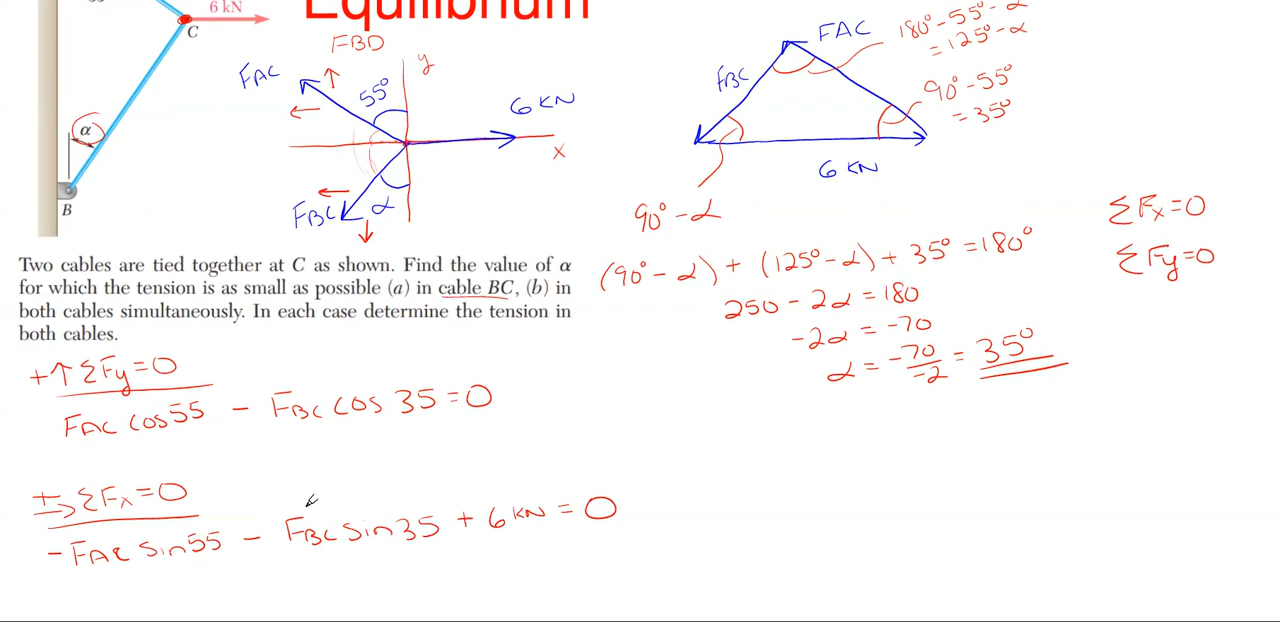 Equilibrium
6 kN
C
α
B
FBD
y
FAC
55°
6 KN
x
FBC
α
FAC
180° - 55° - α
= 125° - α
FBC
90° - 55°
= 35°
6 KN
90° - α
ΣFx = 0
ΣFy = 0
(90° - α) + (125° - α) + 35° = 180°
250 - 2α = 180
-2α = -70
α = -70/-2 = 35°
Two cables are tied together at C as shown. Find the value of α
for which the tension is as small as possible (a) in cable BC, (b) in
both cables simultaneously. In each case determine the tension in
both cables.
+↑ ΣFy = 0
FAC cos 55 - FBC cos 35 = 0
+→ ΣFx = 0
- FAC sin 55 - FBC sin 35 + 6 KN = 0